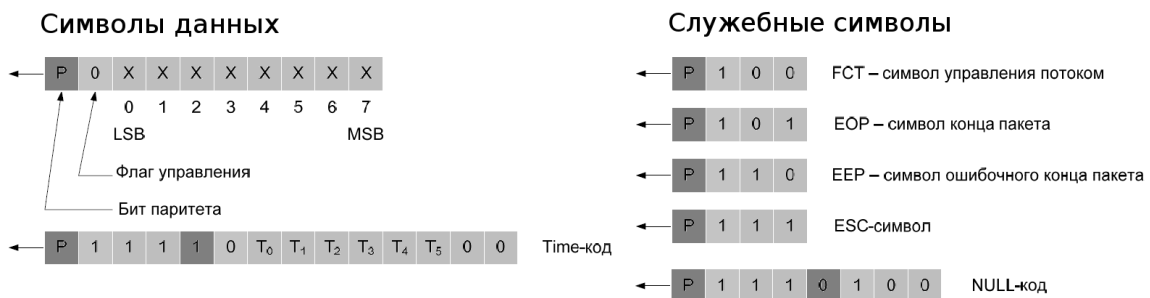 Символы данных
P 0 X X X X X X X X
0 1 2 3 4 5 6 7
LSB MSB
Флаг управления
Бит паритета
P 1 1 1 1 0 T0 T1 T2 T3 T4 T5 0 0 Time-код
Служебные символы
P 1 0 0 FCT – символ управления потоком
P 1 0 1 EOP – символ конца пакета
P 1 1 0 EEP – символ ошибочного конца пакета
P 1 1 1 ESC-символ
P 1 1 1 0 1 0 0 NULL-код